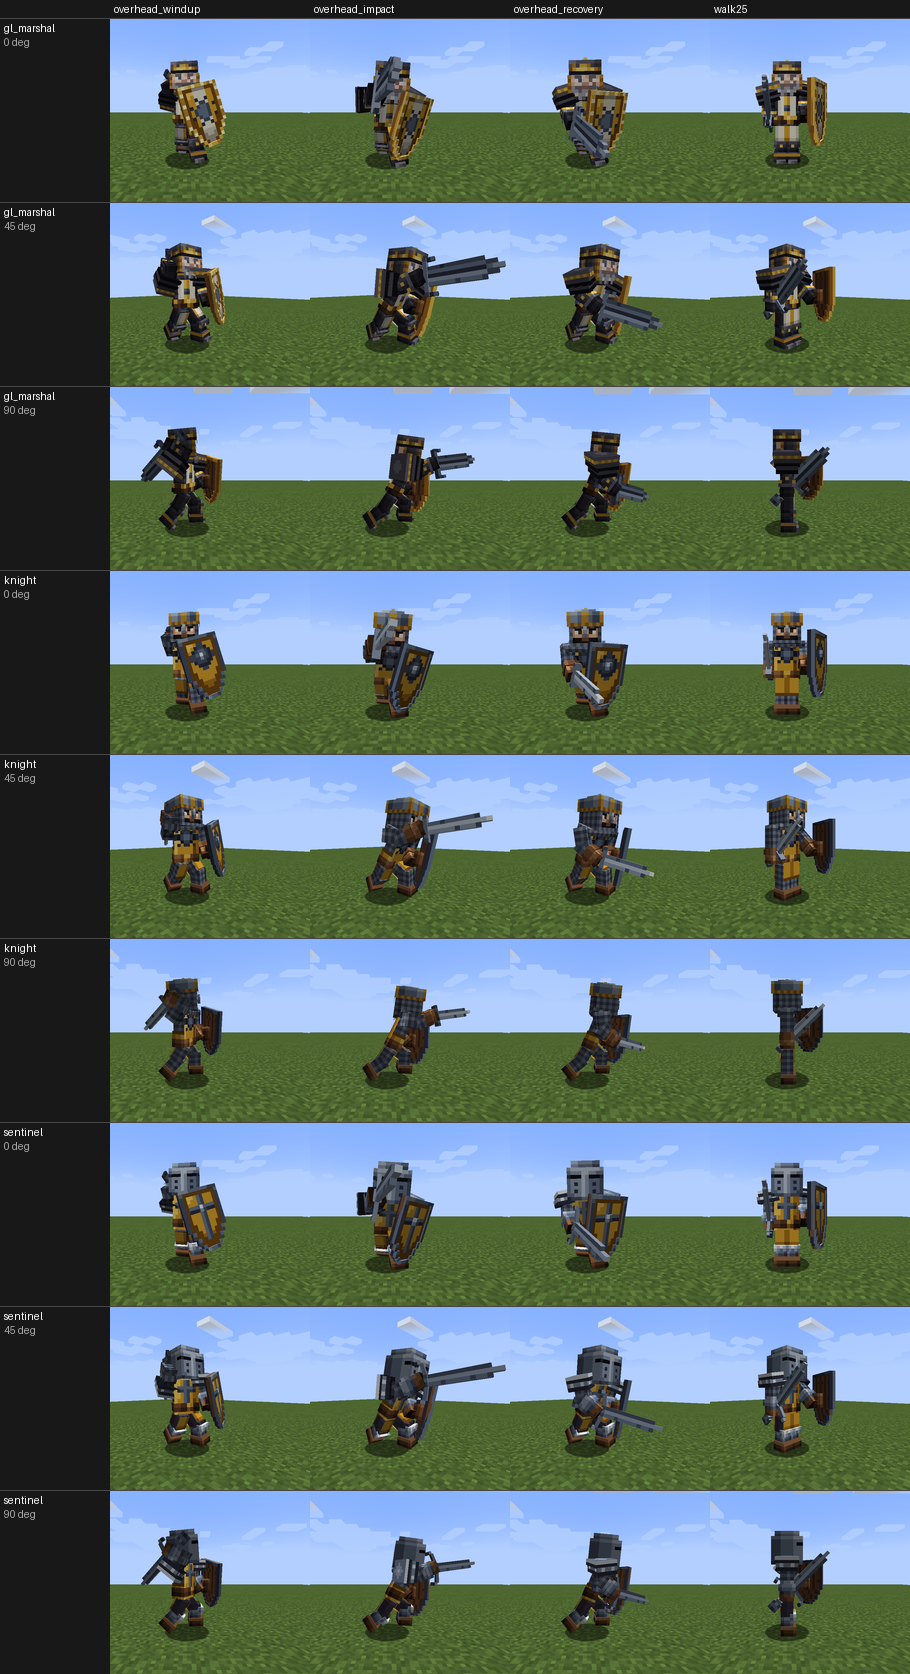 overhead_windup overhead_impact overhead_recovery walk25
gl_marshal
0 deg
gl_marshal
45 deg
gl_marshal
90 deg
knight
0 deg
knight
45 deg
knight
90 deg
sentinel
0 deg
sentinel
45 deg
sentinel
90 deg